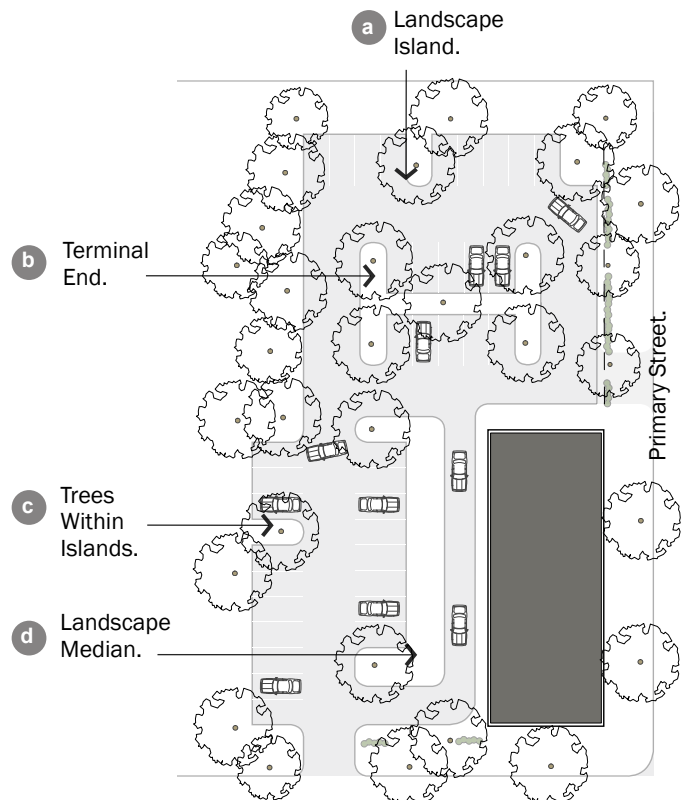 a Landscape
Island.
b Terminal
End.
Primary Street.
c Trees
Within
Islands.
d Landscape
Median.